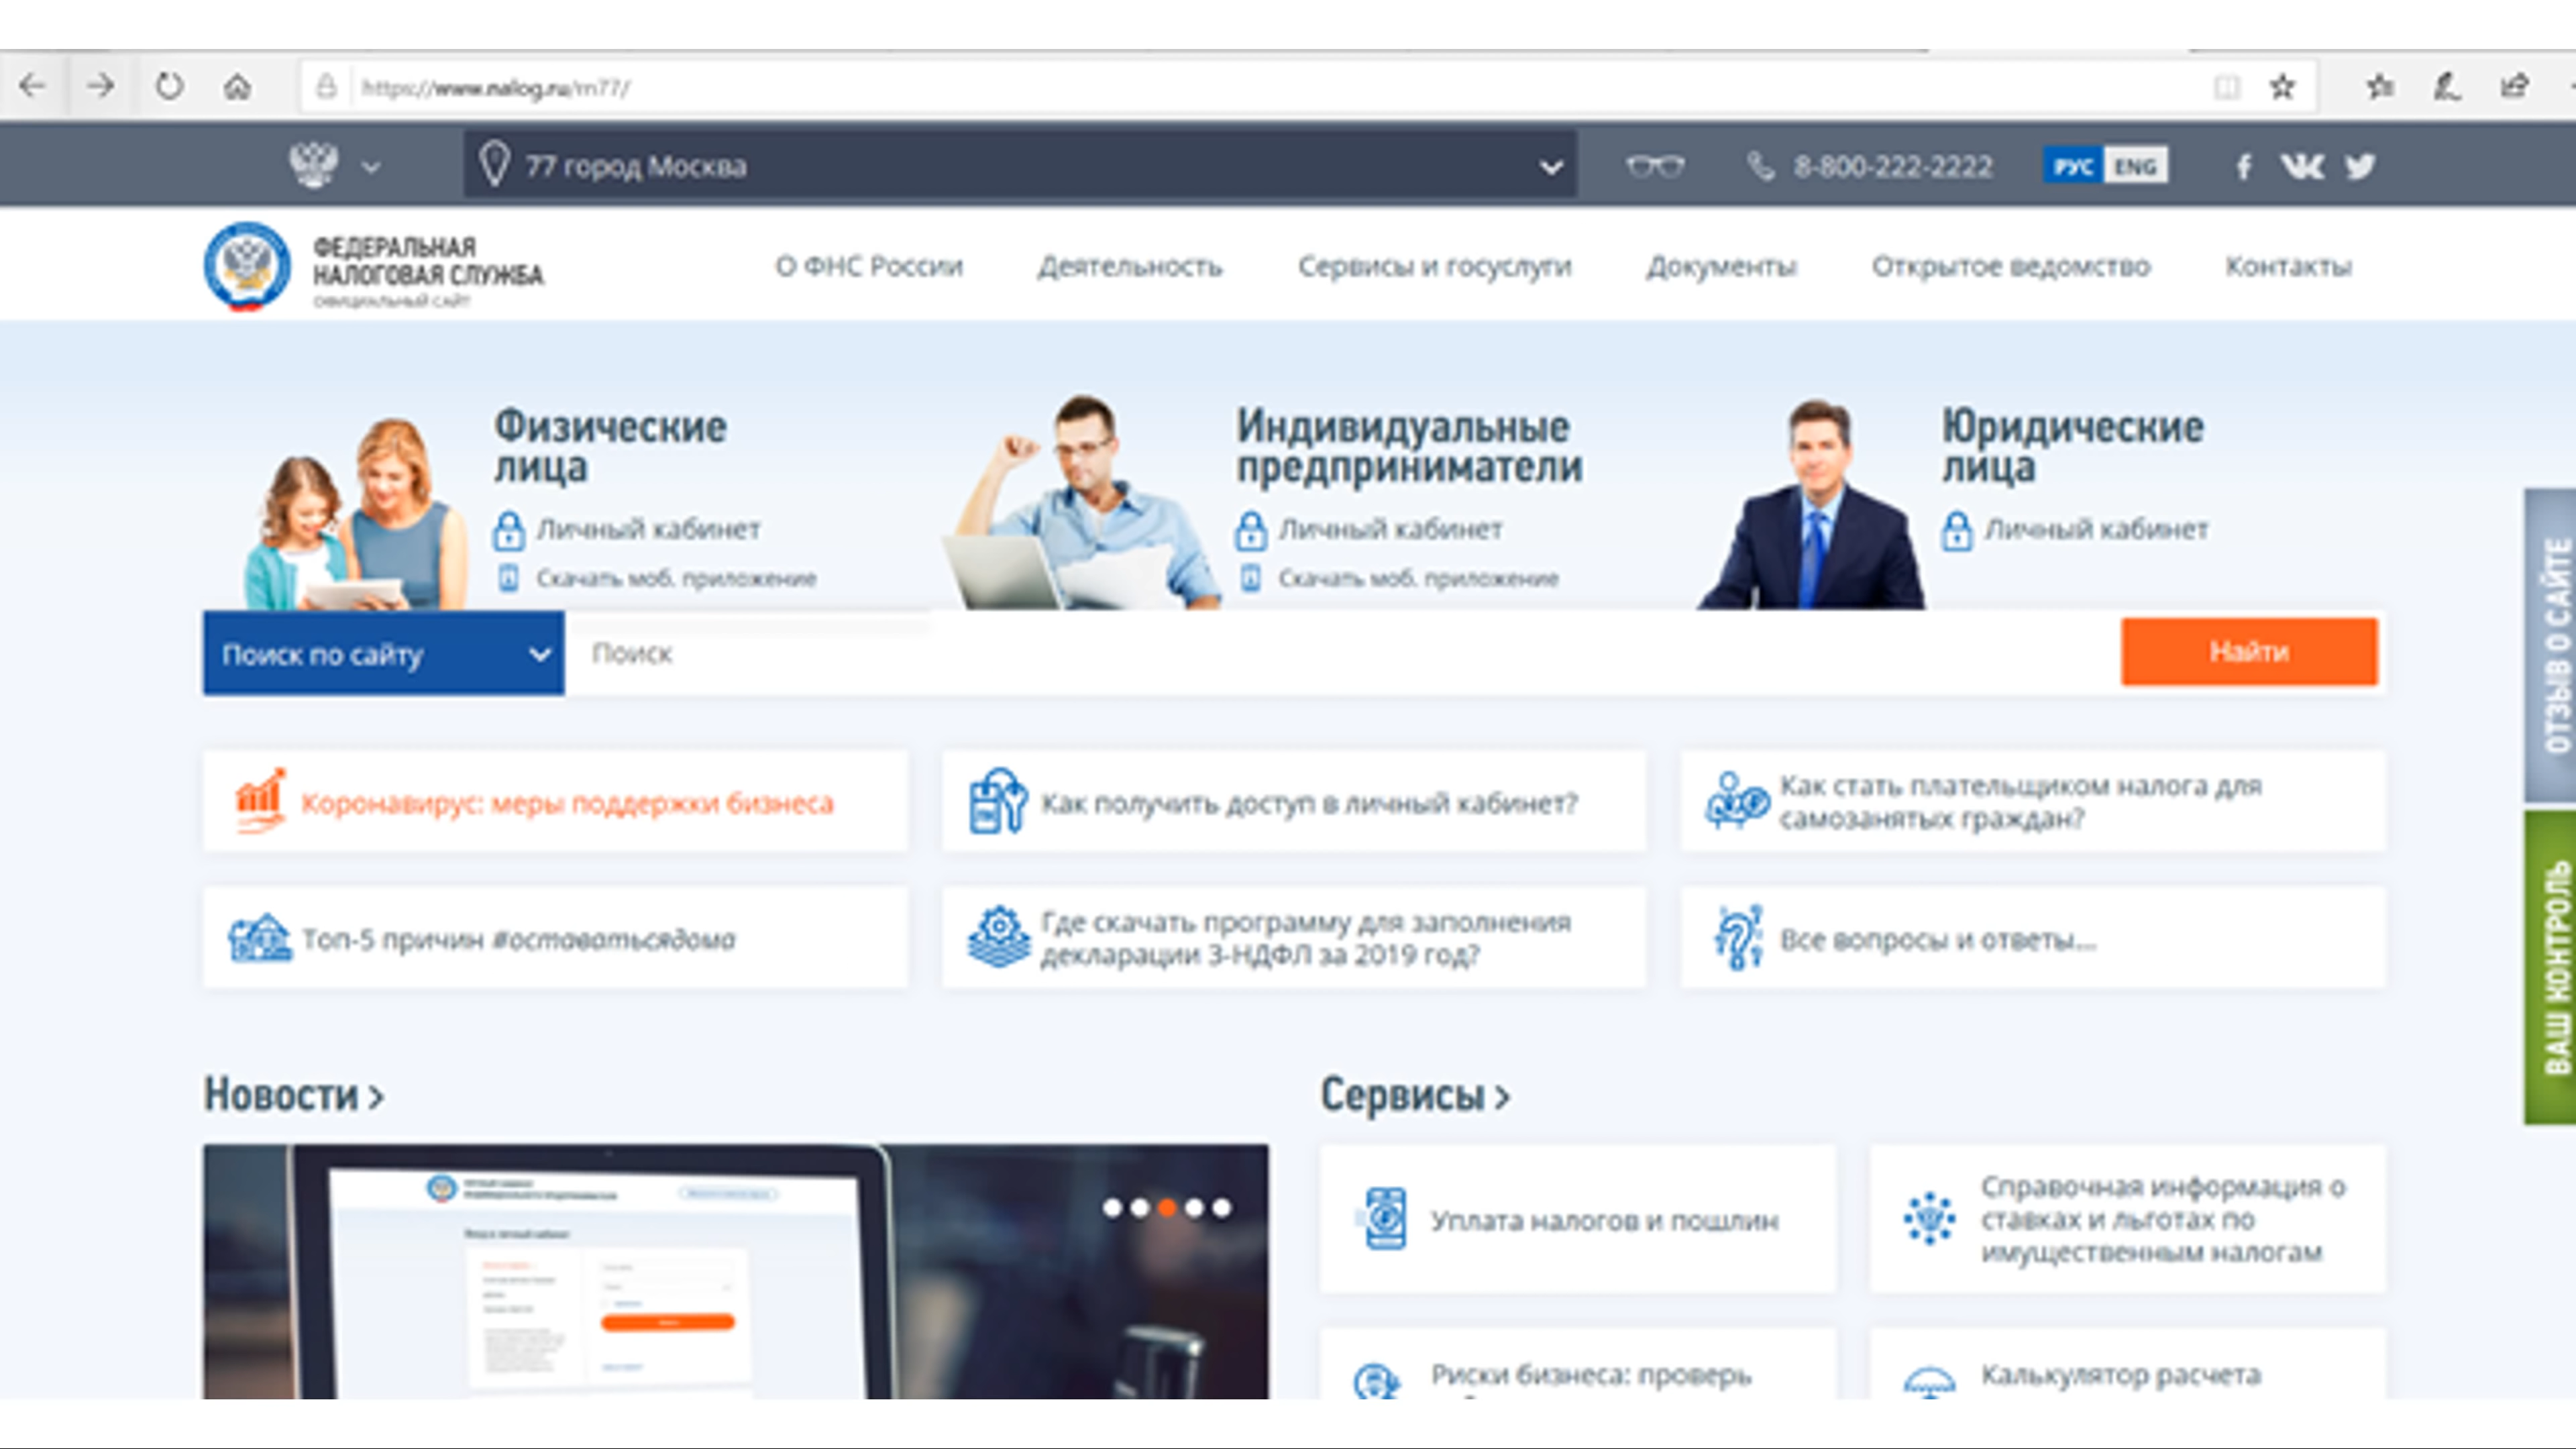 https://www.nalog.ru/rn77/
77 город Москва
8-800-222-2222
РУС ENG
ФЕДЕРАЛЬНАЯ
НАЛОГОВАЯ СЛУЖБА
ОФИЦИАЛЬНЫЙ САЙТ
О ФНС России
Деятельность
Сервисы и госуслуги
Документы
Открытое ведомство
Контакты
Физические
лица
Личный кабинет
Скачать моб. приложение
Индивидуальные
предприниматели
Личный кабинет
Скачать моб. приложение
Юридические
лица
Личный кабинет
Поиск по сайту
Поиск
Найти
ОТЗЫВ О САЙТЕ
ВАШ КОНТРОЛЬ
Коронавирус: меры поддержки бизнеса
Как получить доступ в личный кабинет?
Как стать плательщиком налога для
самозанятых граждан?
Топ-5 причин #оставатьсядома
Где скачать программу для заполнения
декларации 3-НДФЛ за 2019 год?
Все вопросы и ответы...
Новости >
Сервисы >
Уплата налогов и пошлин
Справочная информация о
ставках и льготах по
имущественным налогам
Риски бизнеса: проверь
Калькулятор расчета